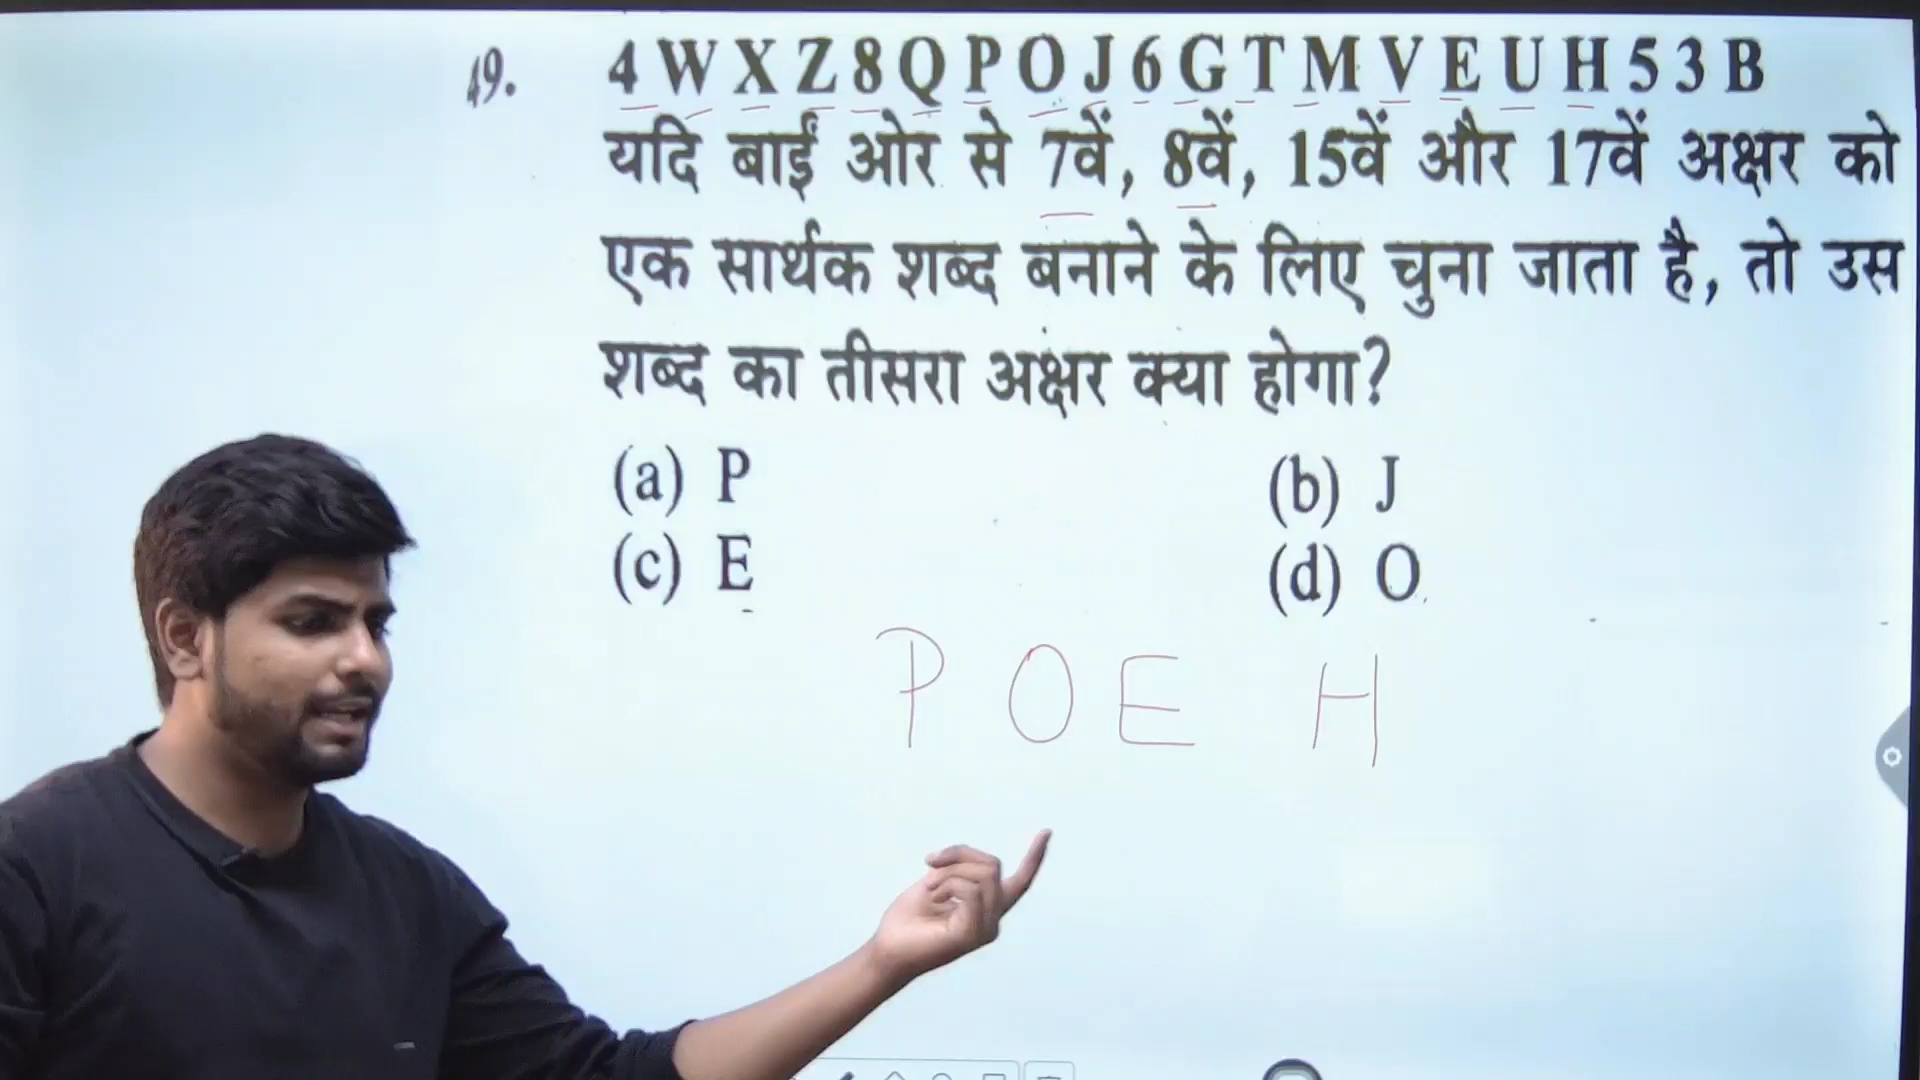 49. 4 W X Z 8 Q P O J 6 G T M V E U H 5 3 B
यदि बाईं ओर से 7वें, 8वें, 15वें और 17वें अक्षर को
एक सार्थक शब्द बनाने के लिए चुना जाता है, तो उस
शब्द का तीसरा अक्षर क्या होगा?
(a) P (b) J
(c) E (d) O
P O E H